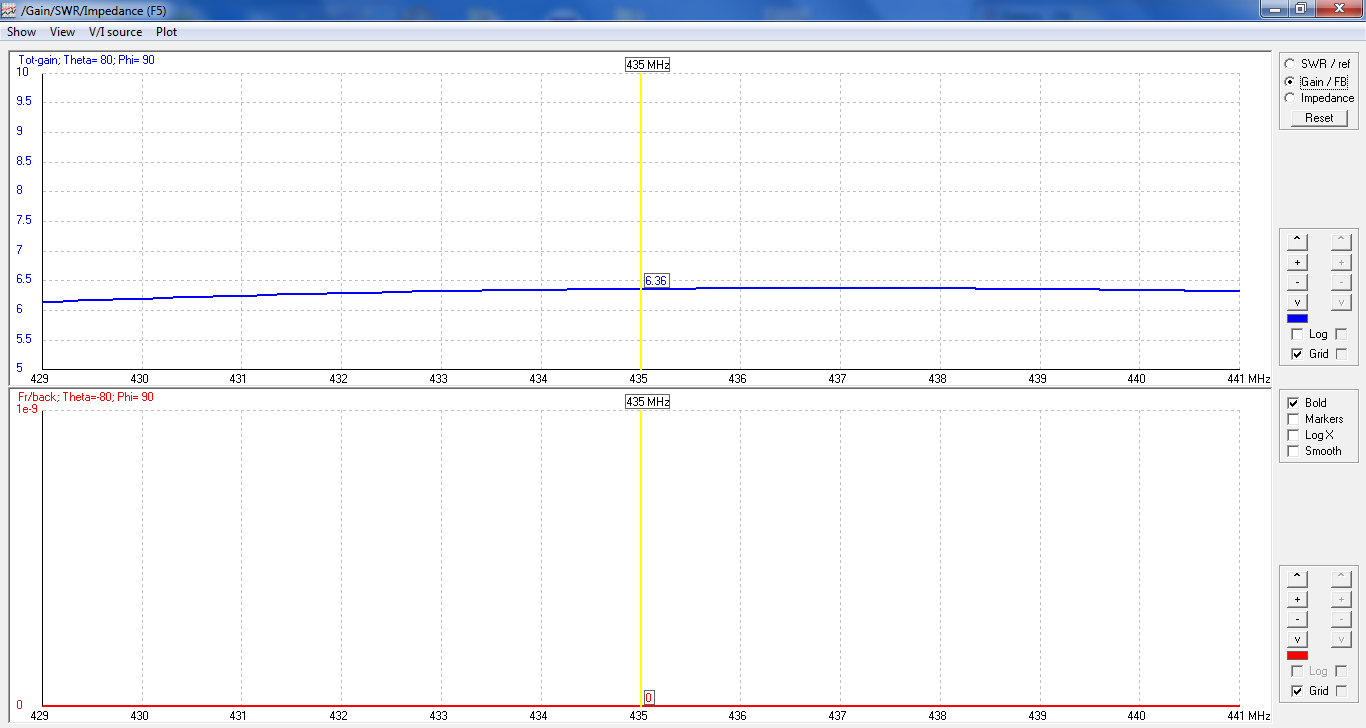 /Gain/SWR/Impedance (F5)
Show View V/I source Plot
Tot-gain; Theta= 80; Phi= 90
435 MHz
10
9.5
9
8.5
8
7.5
7
6.5
6
5.5
5
6.36
429 430 431 432 433 434 435 436 437 438 439 440 441 MHz
Fr/back; Theta=-80; Phi= 90
435 MHz
1e-9
0
0
429 430 431 432 433 434 435 436 437 438 439 440 441 MHz
SWR / ref
Gain / FB
Impedance
Reset
^ ^
+ +
- -
v v
Log
Grid
Bold
Markers
Log X
Smooth
^ ^
+ +
- -
v v
Log
Grid